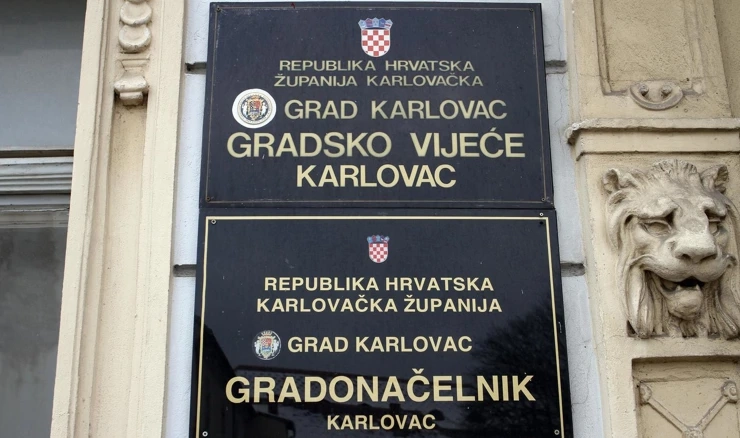 REPUBLIKA HRVATSKA
ŽUPANIJA KARLOVAČKA
GRAD KARLOVAC
GRADSKO VIJEĆE
KARLOVAC
REPUBLIKA HRVATSKA
KARLOVAČKA ŽUPANIJA
GRAD KARLOVAC
GRADONAČELNIK
KARLOVAC